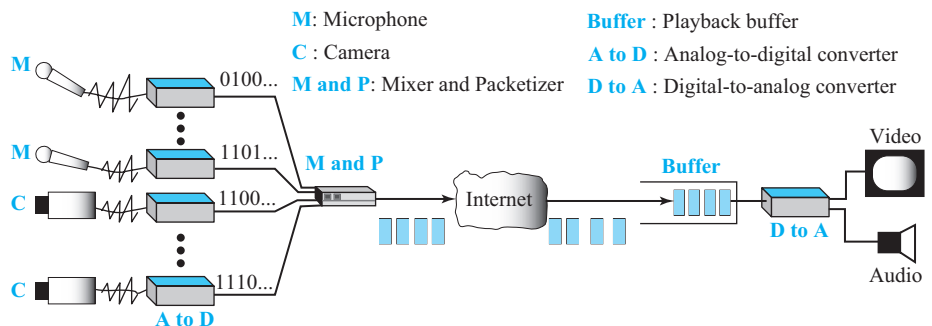 M: Microphone
C : Camera
M and P: Mixer and Packetizer
Buffer : Playback buffer
A to D : Analog-to-digital converter
D to A : Digital-to-analog converter
M
0100...
M
1101...
C
1100...
C
1110...
A to D
M and P
Internet
Buffer
D to A
Video
Audio